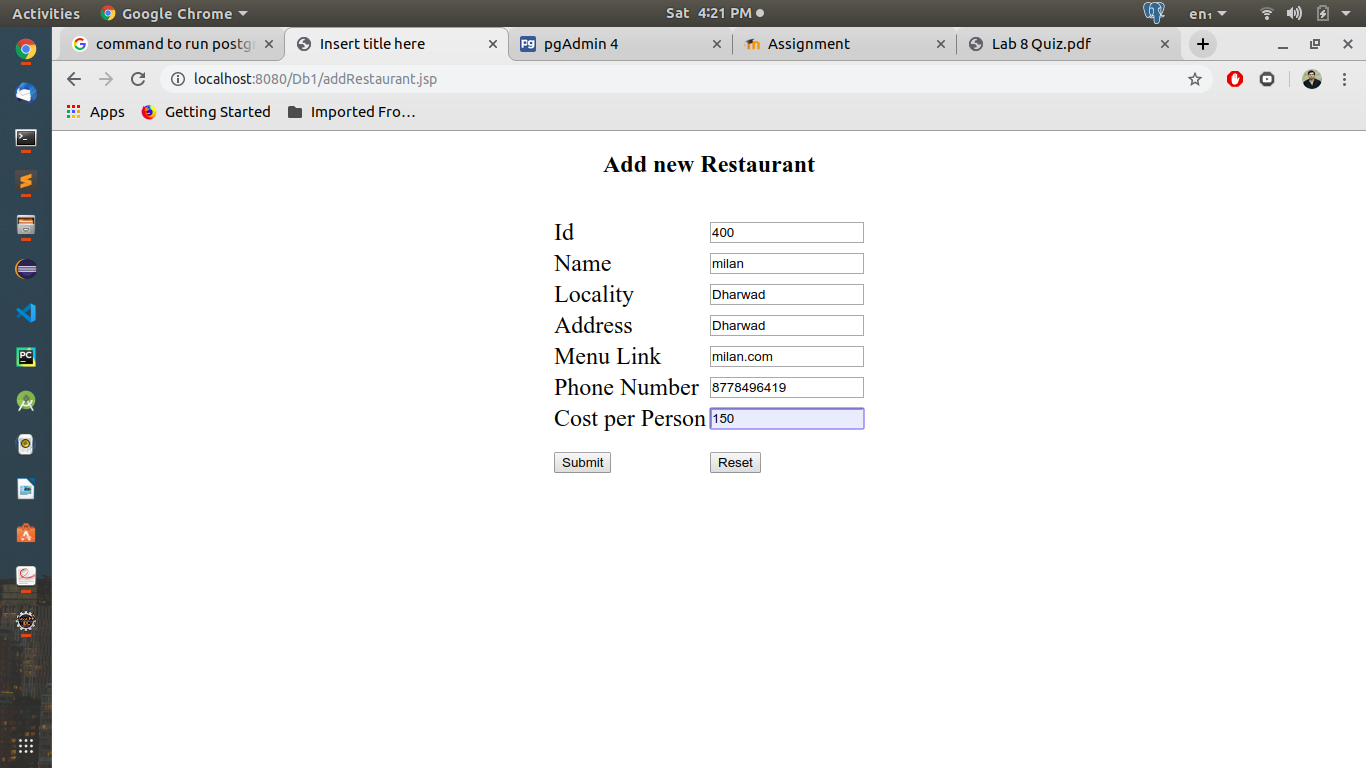 Activities Google Chrome Sat 4:21 PM en₁
command to run postgr Insert title here pgAdmin 4 Assignment Lab 8 Quiz.pdf
localhost:8080/Db1/addRestaurant.jsp
Apps Getting Started Imported Fro…
Add new Restaurant
Id 400
Name milan
Locality Dharwad
Address Dharwad
Menu Link milan.com
Phone Number 8778496419
Cost per Person 150
Submit Reset